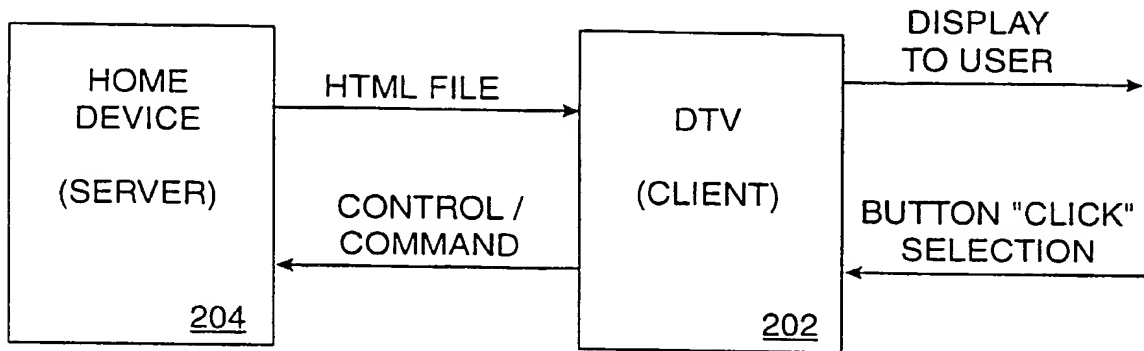 HOME
DEVICE
(SERVER)
204
HTML FILE
CONTROL /
COMMAND
DTV
(CLIENT)
202
DISPLAY
TO USER
BUTTON "CLICK"
SELECTION